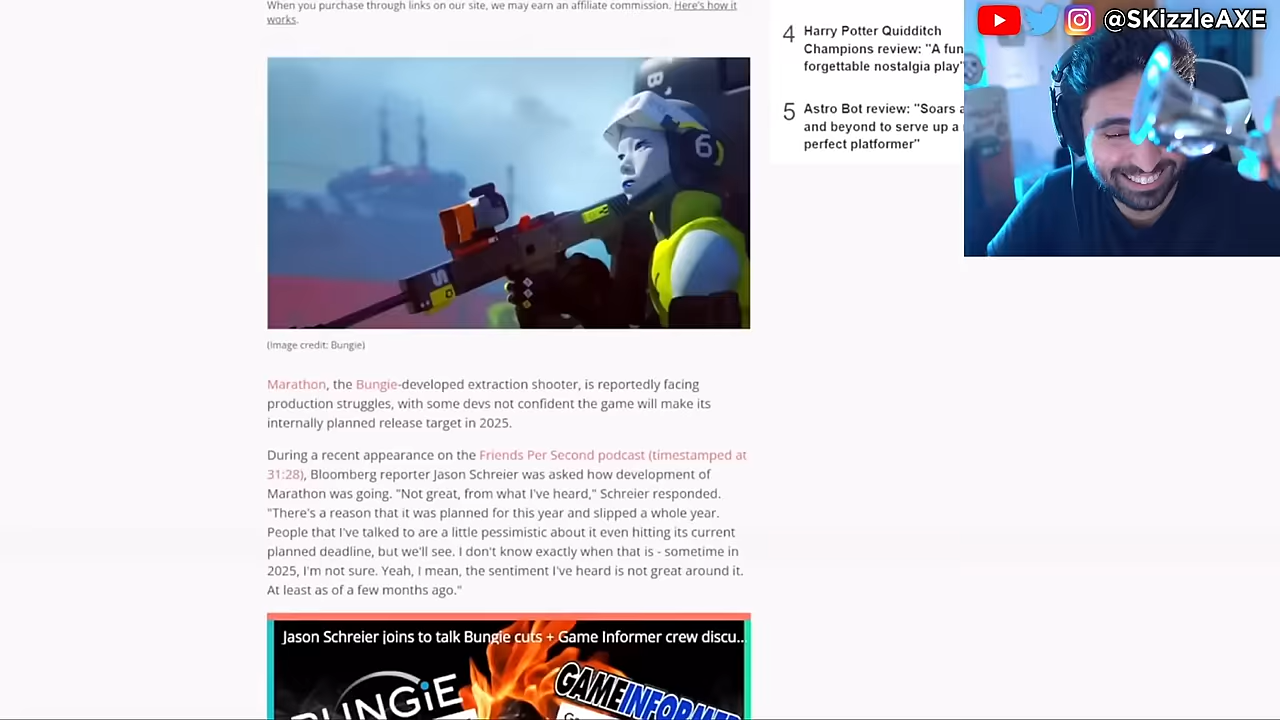 When you purchase through links on our site, we may earn an affiliate commission. Here's how it
works.
4
Harry Potter Quidditch
Champions review: "A fun
forgettable nostalgia play"
5
Astro Bot review: "Soars a
and beyond to serve up a
perfect platformer"
@SKizzleAXE
B.
6
S
(Image credit: Bungie)
Marathon, the Bungie-developed extraction shooter, is reportedly facing
production struggles, with some devs not confident the game will make its
internally planned release target in 2025.
During a recent appearance on the Friends Per Second podcast (timestamped at
31:28), Bloomberg reporter Jason Schreier was asked how development of
Marathon was going. "Not great, from what I've heard," Schreier responded.
"There's a reason that it was planned for this year and slipped a whole year.
People that I've talked to are a little pessimistic about it even hitting its current
planned deadline, but we'll see. I don't know exactly when that is - sometime in
2025, I'm not sure. Yeah, I mean, the sentiment I've heard is not great around it.
At least as of a few months ago."
Jason Schreier joins to talk Bungie cuts + Game Informer crew discu...
BUNGiE
GAMEINFORMER